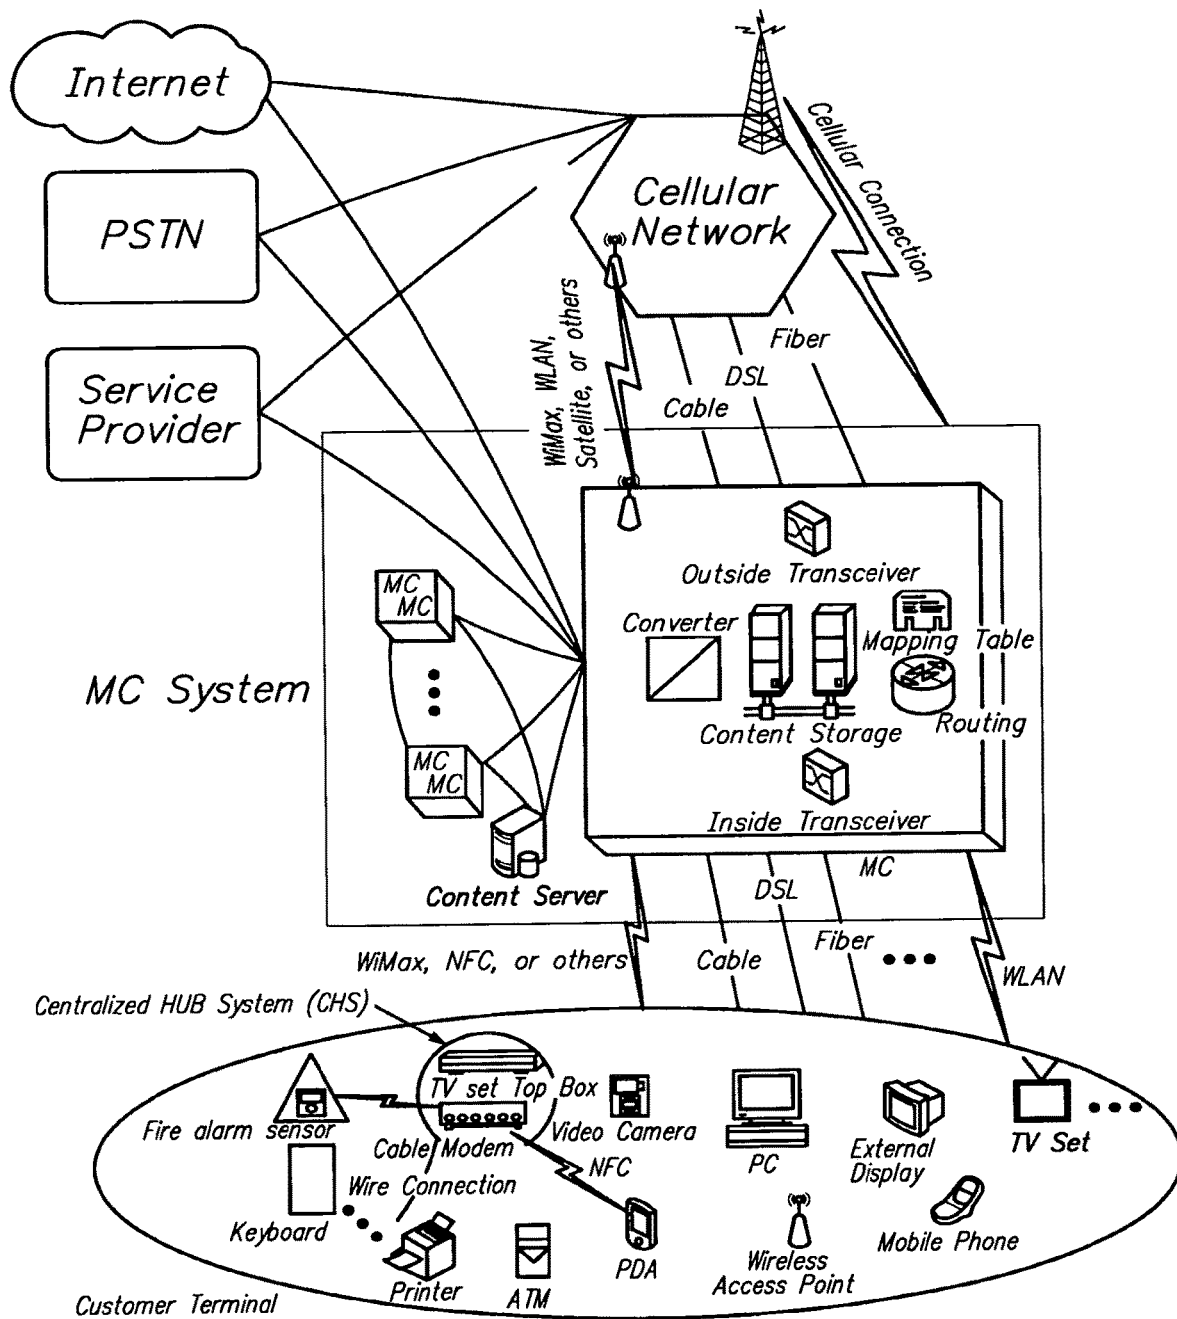 Internet
PSTN
Service
Provider
Cellular
Network
Cellular Connection
WiMax, WLAN,
Satellite, or others
Cable
DSL
Fiber
MC System
MC
MC
MC
MC
Content Server
Outside Transceiver
Converter
Mapping Table
Content Storage
Routing
Inside Transceiver
MC
WiMax, NFC, or others
Cable
DSL
Fiber
WLAN
Centralized HUB System (CHS)
TV set Top Box
Fire alarm sensor
Cable Modem
Video Camera
PC
External
Display
TV Set
Keyboard
Wire Connection
NFC
Printer
ATM
PDA
Wireless
Access Point
Mobile Phone
Customer Terminal